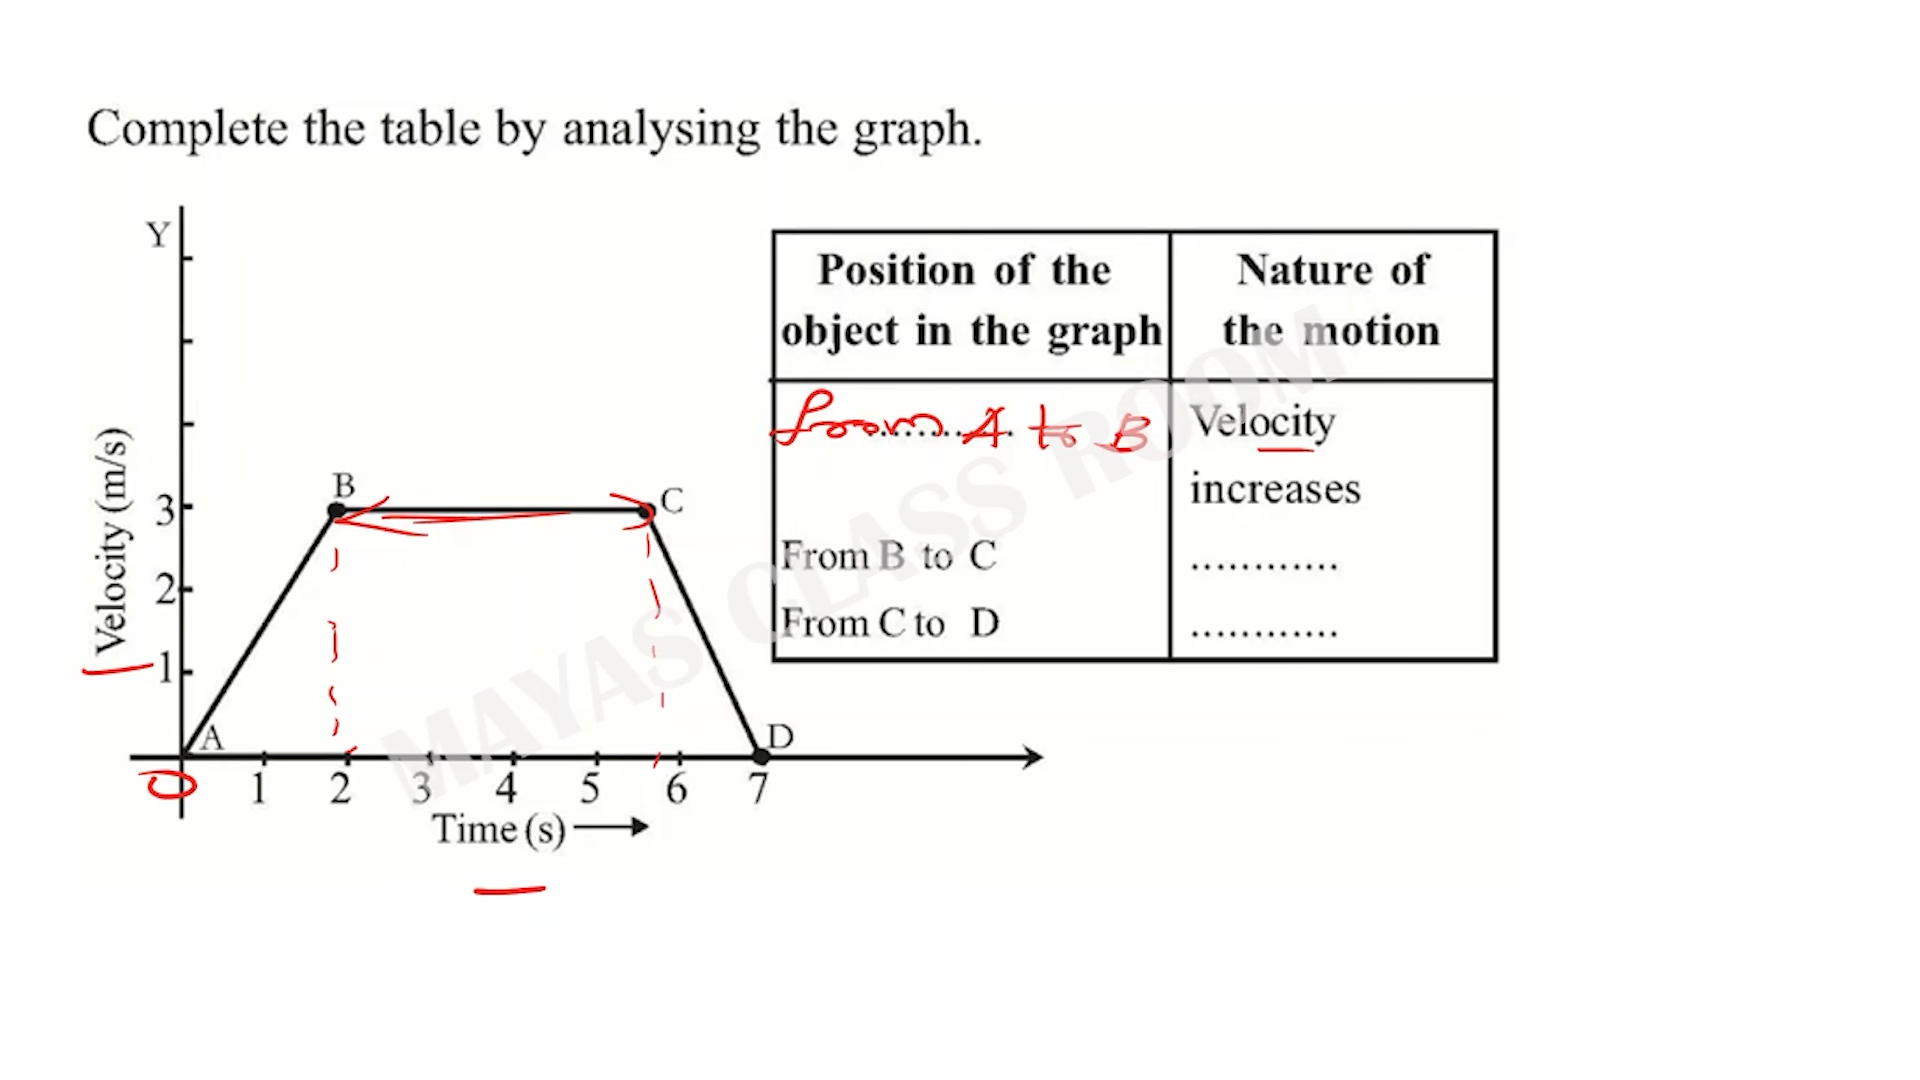 Complete the table by analysing the graph.
Y
Velocity (m/s)
3
2
1
A
B
C
D
0
1 2 3 4 5 6 7
Time (s)
Position of the object in the graph
Nature of the motion
from A to B
Velocity
increases
From B to C
............
From C to D
............
MAYAS CLASS ROOM